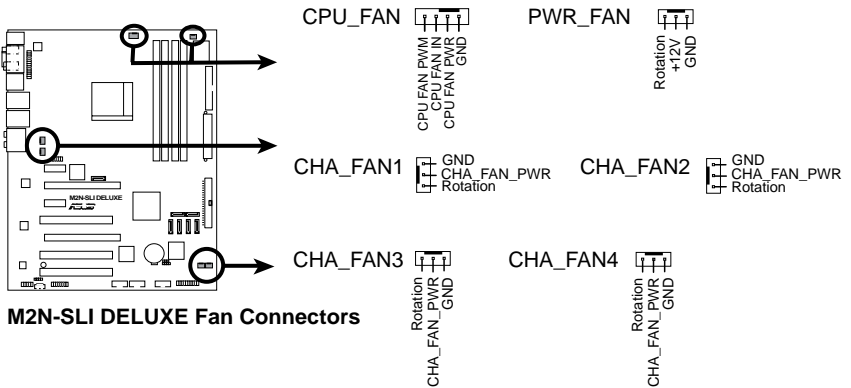 CPU_FAN
CPU FAN PWM
CPU FAN IN
CPU FAN PWR
GND
PWR_FAN
Rotation
+12V
GND
CHA_FAN1
GND
CHA_FAN_PWR
Rotation
CHA_FAN2
GND
CHA_FAN_PWR
Rotation
M2N-SLI DELUXE
ASUS
CHA_FAN3
Rotation
CHA_FAN_PWR
GND
CHA_FAN4
Rotation
CHA_FAN_PWR
GND
M2N-SLI DELUXE Fan Connectors